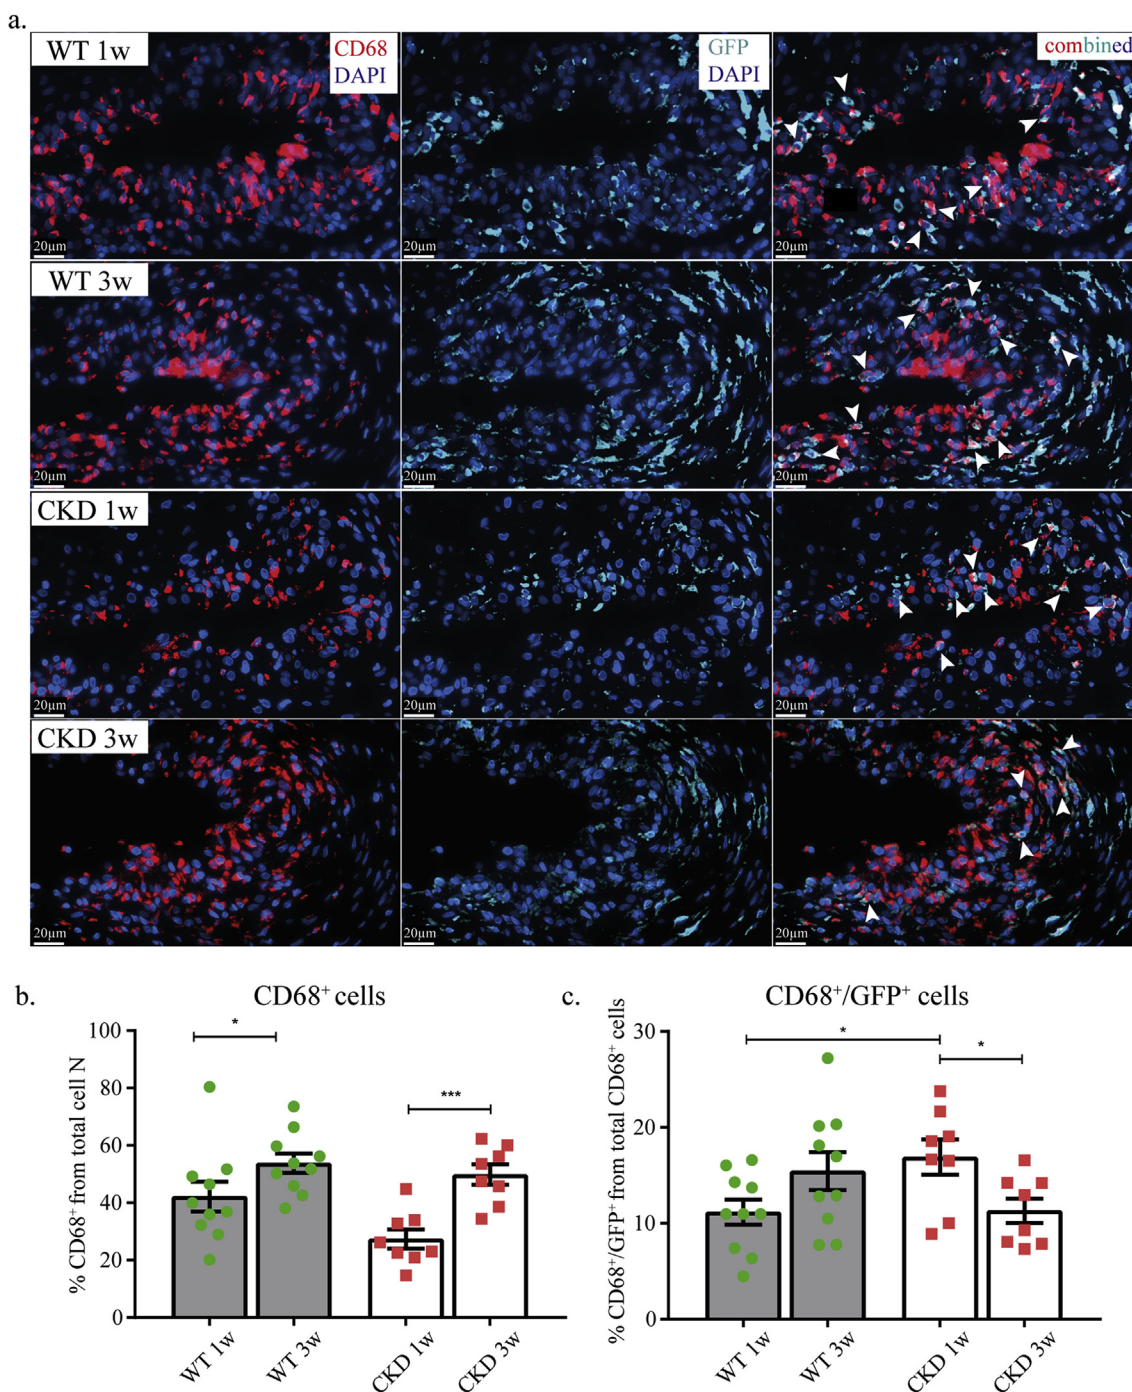 a.
WT 1w
CD68
DAPI
GFP
DAPI
combined
20µm
20µm
20µm
WT 3w
20µm
20µm
20µm
CKD 1w
20µm
20µm
20µm
CKD 3w
20µm
20µm
20µm
b.
CD68⁺ cells
% CD68⁺ from total cell N
100
80
60
40
20
0
*
***
WT 1w
WT 3w
CKD 1w
CKD 3w
c.
CD68⁺/GFP⁺ cells
% CD68⁺/GFP⁺ from total CD68⁺ cells
30
20
10
0
*
*
WT 1w
WT 3w
CKD 1w
CKD 3w